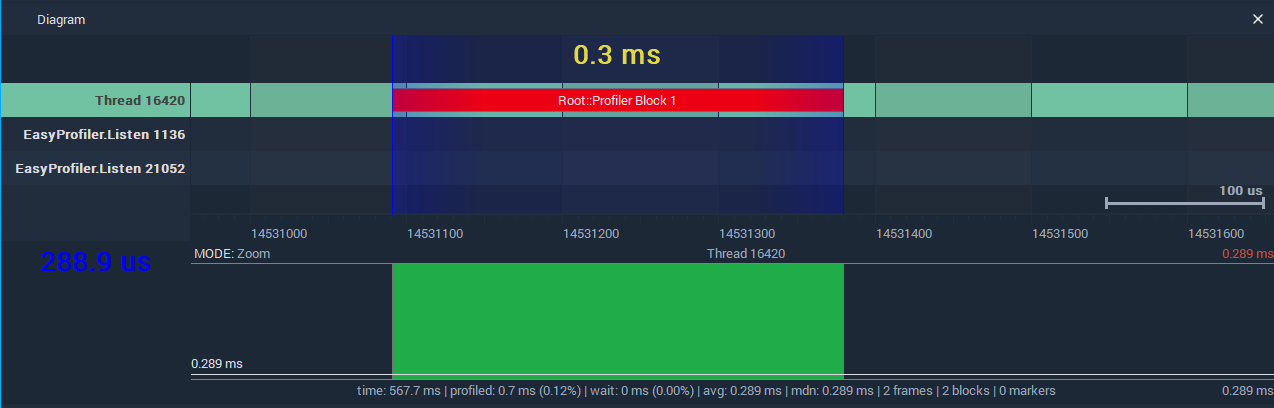 Diagram
0.3 ms
Thread 16420
Root::Profiler Block 1
EasyProfiler.Listen 1136
EasyProfiler.Listen 21052
100 us
14531000 14531100 14531200 14531300 14531400 14531500 14531600
288.9 us
MODE: Zoom Thread 16420 0.289 ms
0.289 ms
time: 567.7 ms | profiled: 0.7 ms (0.12%) | wait: 0 ms (0.00%) | avg: 0.289 ms | mdn: 0.289 ms | 2 frames | 2 blocks | 0 markers 0.289 ms